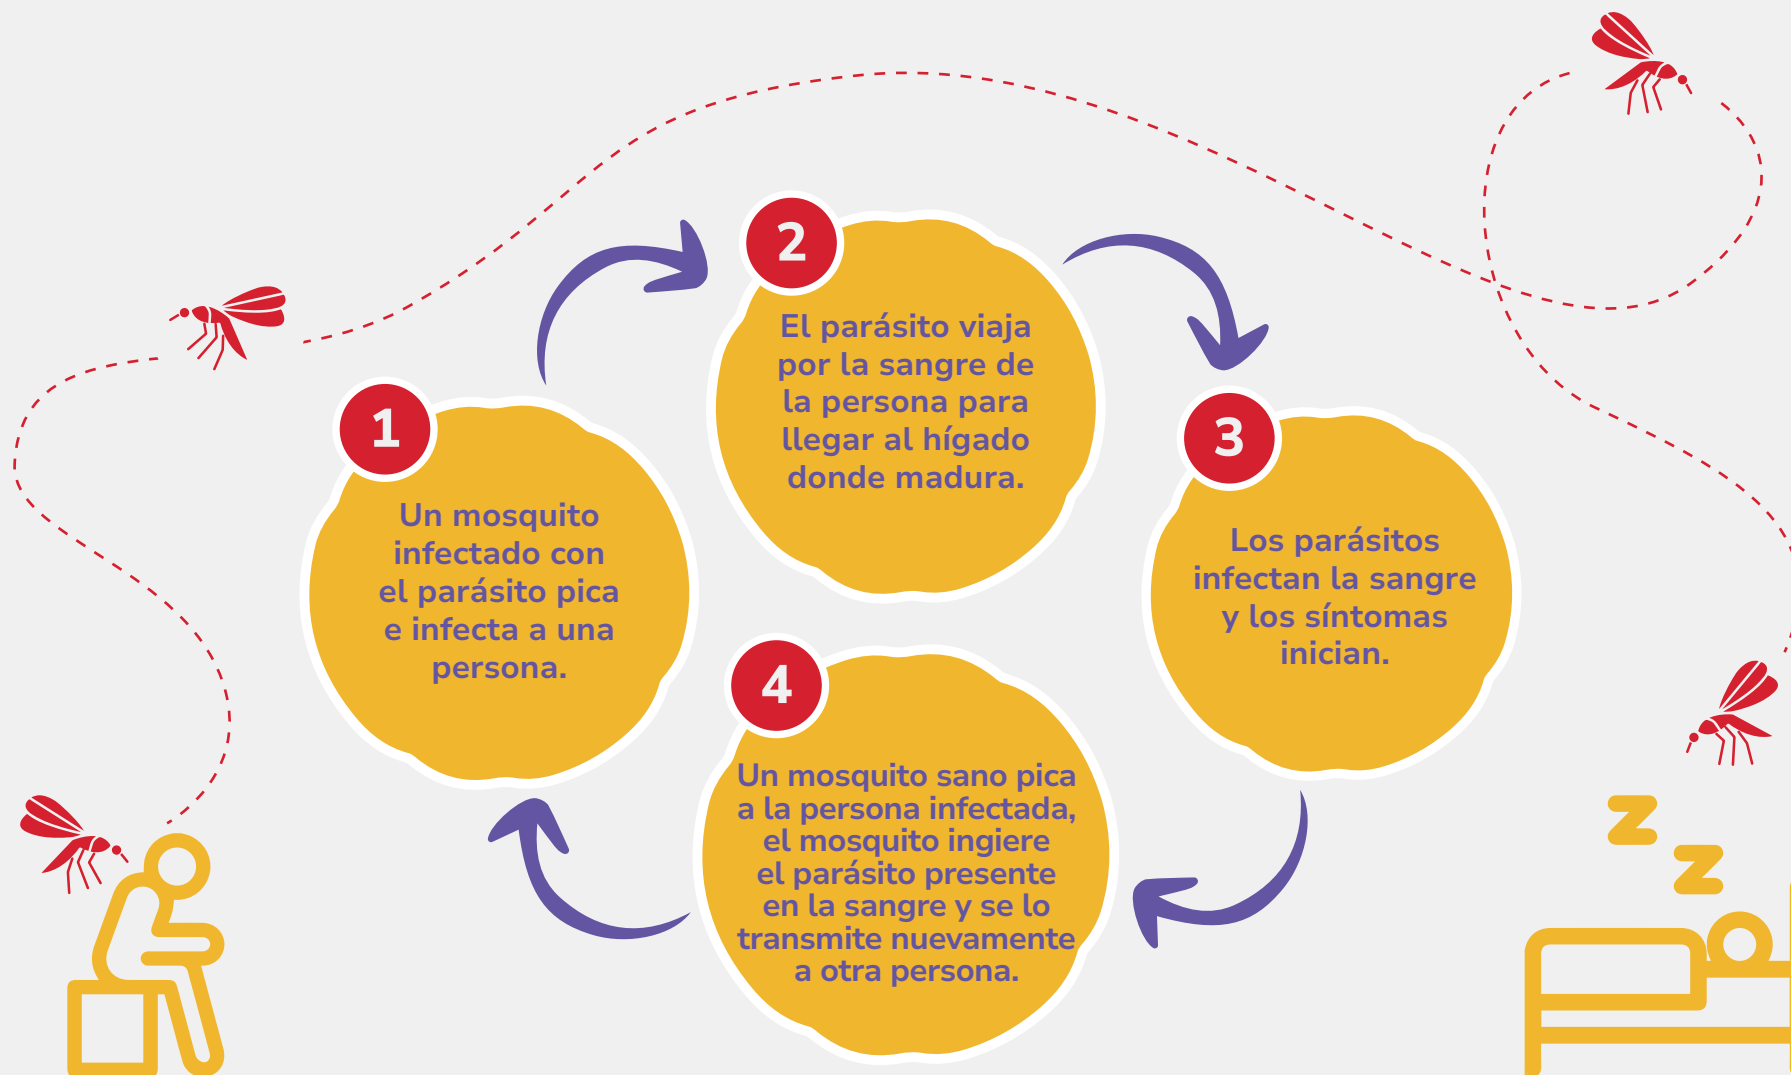 1
Un mosquito
infectado con
el parásito pica
e infecta a una
persona.
2
El parásito viaja
por la sangre de
la persona para
llegar al hígado
donde madura.
3
Los parásitos
infectan la sangre
y los síntomas
inician.
4
Un mosquito sano pica
a la persona infectada,
el mosquito ingiere
el parásito presente
en la sangre y se lo
transmite nuevamente
a otra persona.
z
z